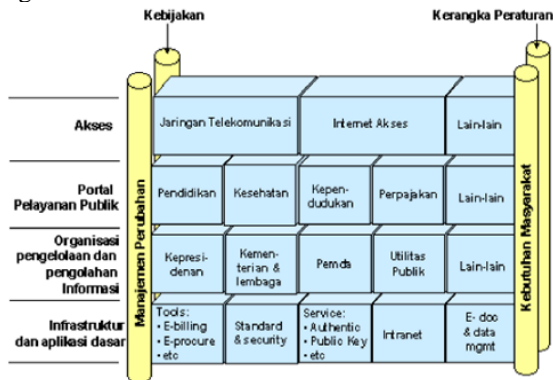 Kebijakan
Kerangka Peraturan
Akses
Jaringan Telekomunikasi
Internet Akses
Lain-lain
Portal
Pelayanan Publik
Pendidikan
Kesehatan
Kepen-
dudukan
Perpajakan
Lain-lain
Organisasi
pengelolaan dan
pengolahan
Informasi
Kepresi-
denan
Kemen-
terian &
lembaga
Pemda
Utilitas
Publik
Lain-lain
Infrastruktur
dan aplikasi dasar
Tools:
• E-billing
• E-procure
• etc
Standard
& security
Service:
• Authentic
• Public Key
• etc
Intranet
E- doc
& data
mgmt
Manajemen Perubahan
Kebutuhan Masyarakat